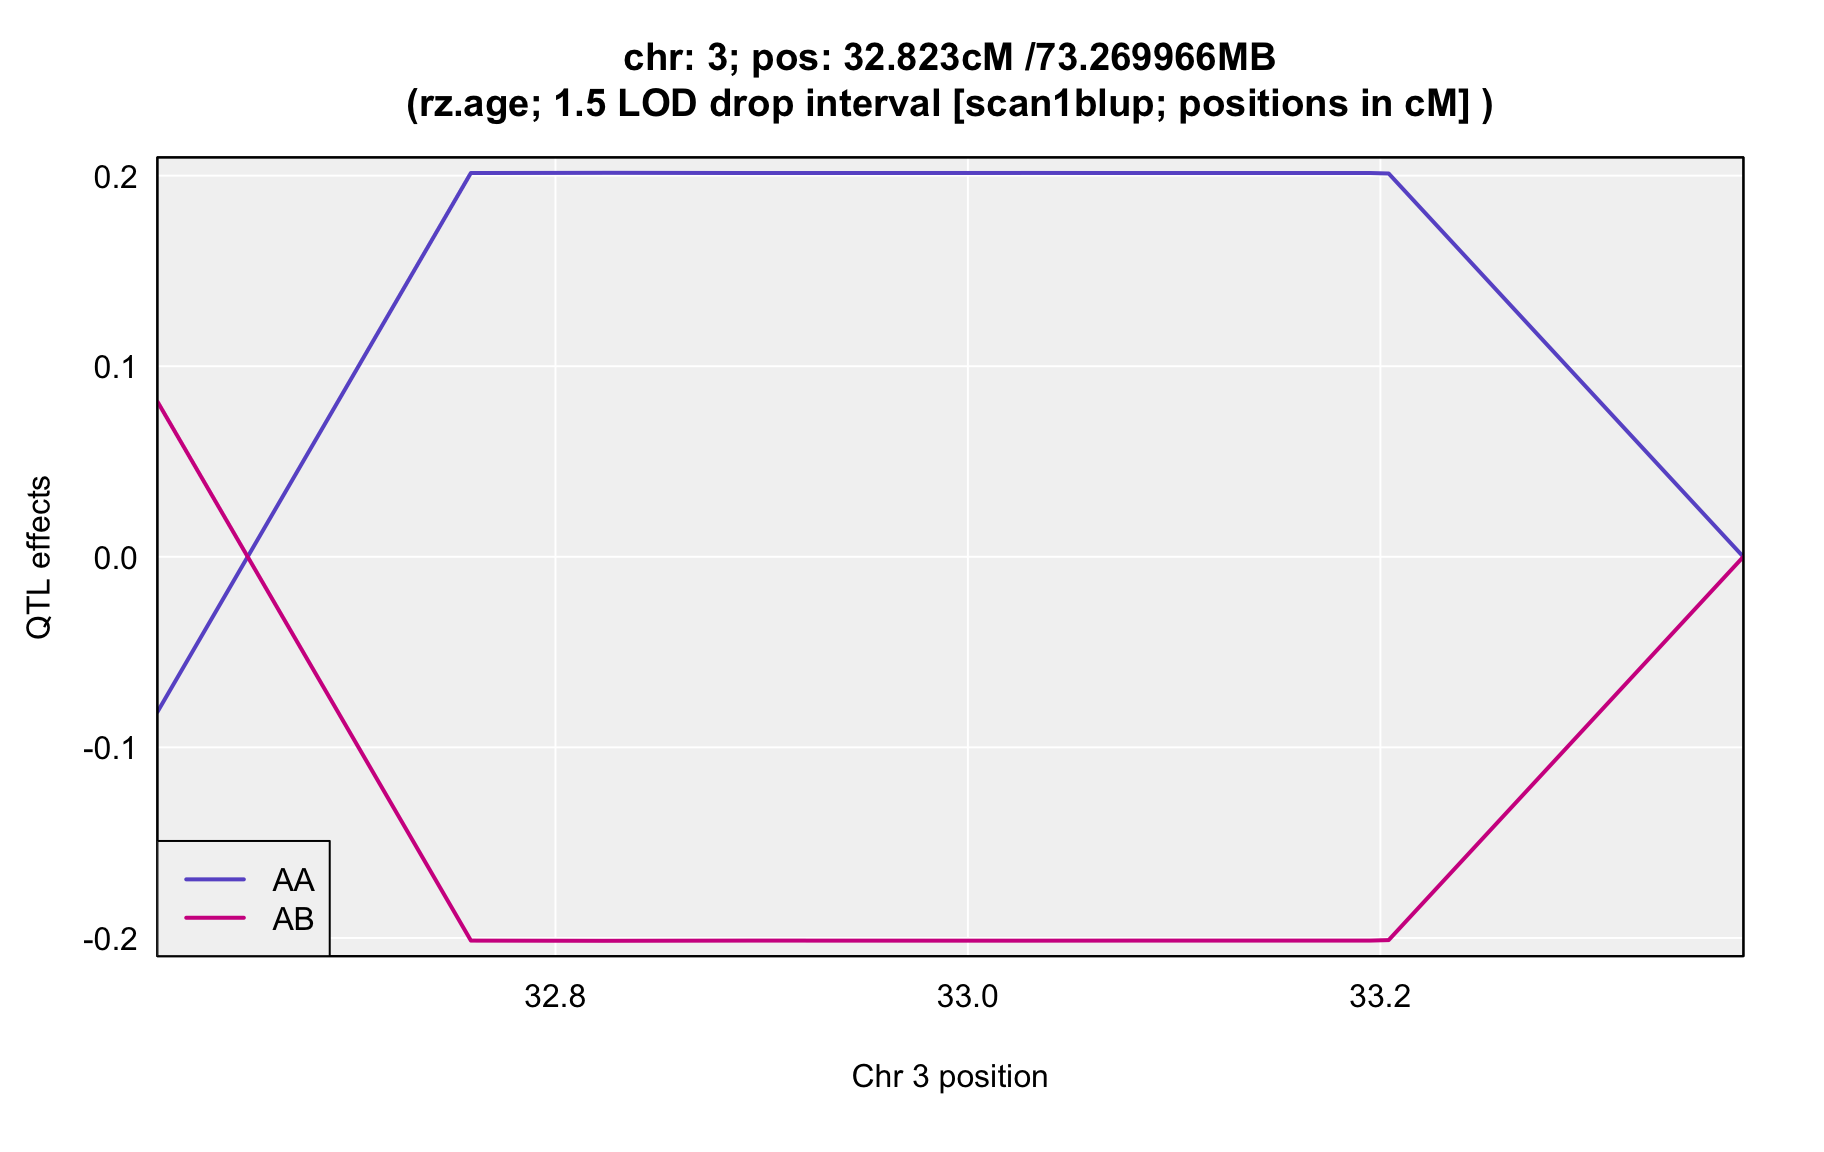 chr: 3; pos: 32.823cM /73.269966MB
(rz.age; 1.5 LOD drop interval [scan1blup; positions in cM] )
0.2
0.1
0.0
-0.1
-0.2
QTL effects
AA
AB
32.8 33.0 33.2
Chr 3 position